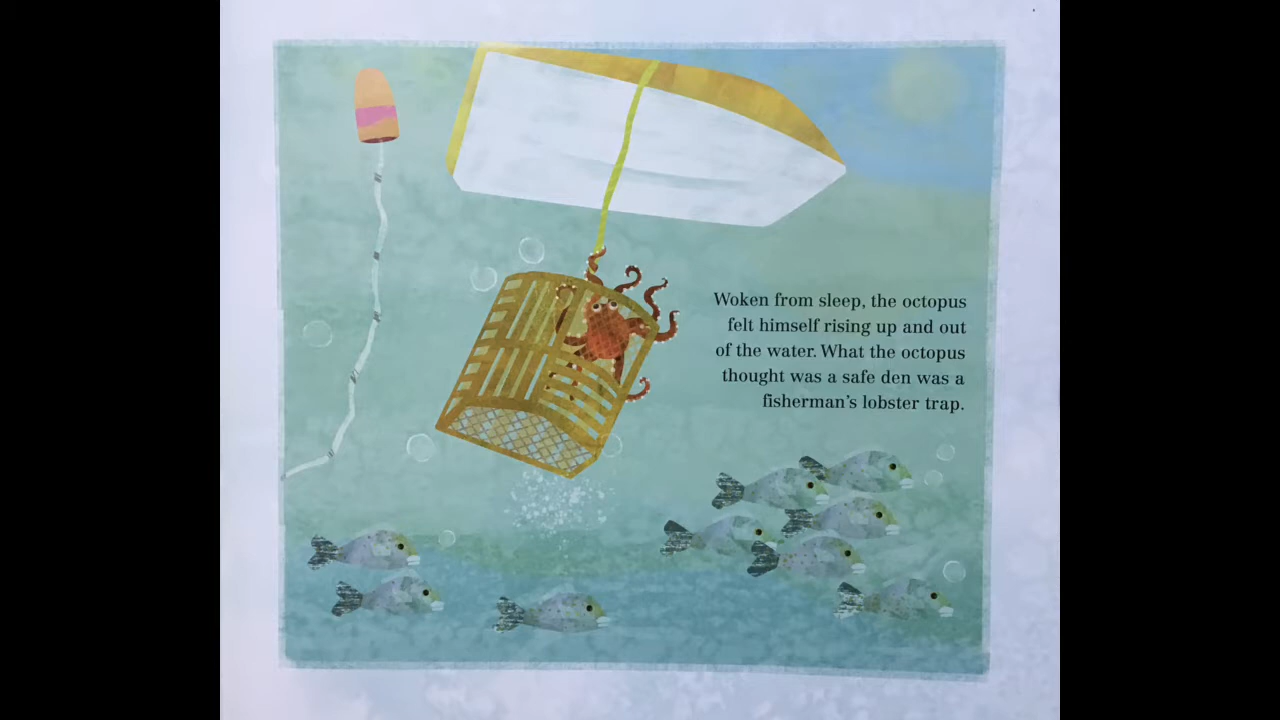 Woken from sleep, the octopus
felt himself rising up and out
of the water. What the octopus
thought was a safe den was a
fisherman's lobster trap.